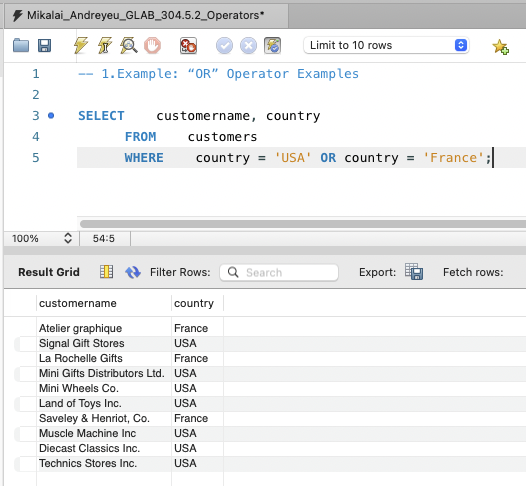 Mikalai_Andreyeu_GLAB_304.5.2_Operators*
Limit to 10 rows
1 -- 1.Example: “OR” Operator Examples
2
3 SELECT customername, country
4 FROM customers
5 WHERE country = 'USA' OR country = 'France';
100% 54:5
Result Grid Filter Rows: Search Export: Fetch rows:
customername country
Atelier graphique France
Signal Gift Stores USA
La Rochelle Gifts France
Mini Gifts Distributors Ltd. USA
Mini Wheels Co. USA
Land of Toys Inc. USA
Saveley & Henriot, Co. France
Muscle Machine Inc USA
Diecast Classics Inc. USA
Technics Stores Inc. USA